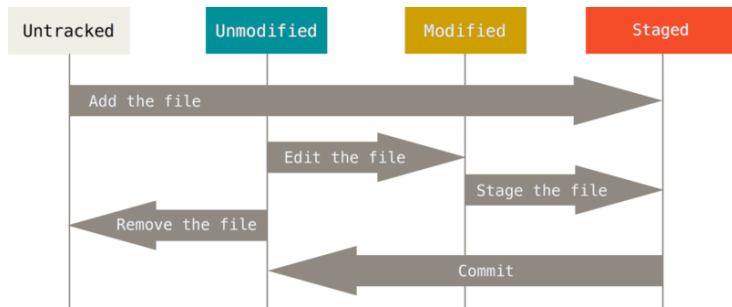 Untracked
Unmodified
Modified
Staged
Add the file
Edit the file
Stage the file
Remove the file
Commit